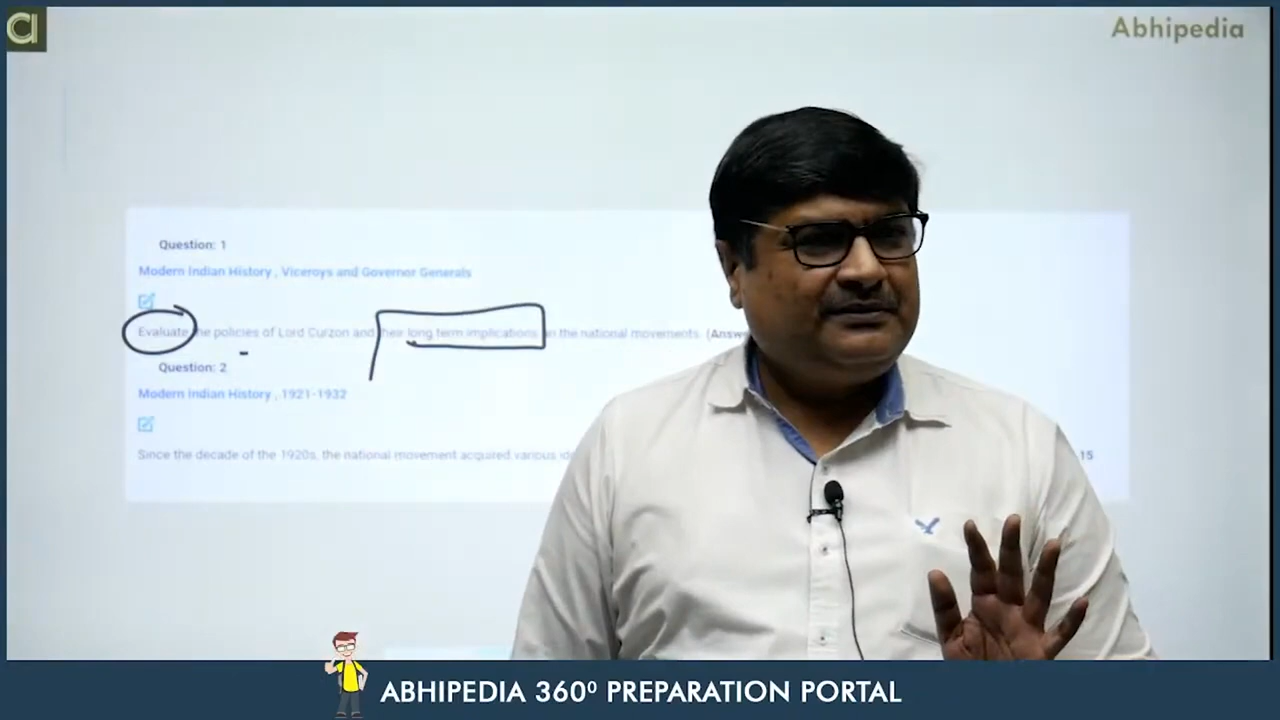 a
Abhipedia
Question: 1
Modern Indian History , Viceroys and Governor Generals
Evaluate the policies of Lord Curzon and their long term implications on the national movements. (Answ
Question: 2
Modern Indian History , 1921-1932
Since the decade of the 1920s, the national movement acquired various
15
ABHIPEDIA 360⁰ PREPARATION PORTAL